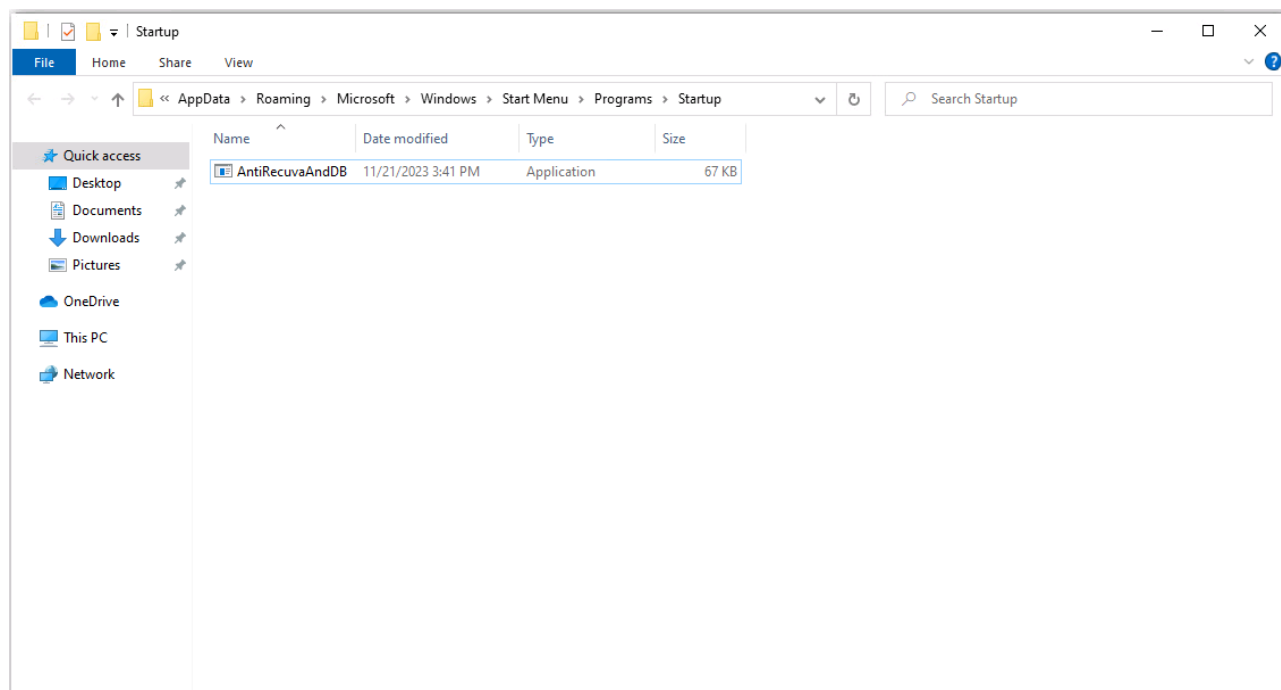 Startup
File Home Share View
?
« AppData > Roaming > Microsoft > Windows > Start Menu > Programs > Startup
Search Startup
Name Date modified Type Size
Quick access
AntiRecuvaAndDB 11/21/2023 3:41 PM Application 67 KB
Desktop
Documents
Downloads
Pictures
OneDrive
This PC
Network